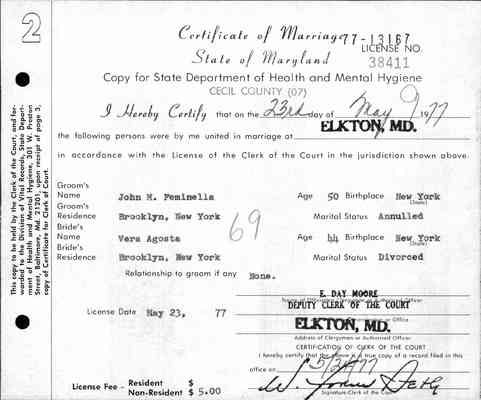 2
Certificate of Marriage 77-13167
State of Maryland LICENSE NO. 38411
Copy for State Department of Health and Mental Hygiene
CECIL COUNTY (07)
I Hereby Certify that on the 23rd day of May 1977
the following persons were by me united in marriage at ELKTON, MD.
in accordance with the License of the Clerk of the Court in the jurisdiction shown above.
Groom's Name John M. Feminella Age 50 Birthplace New York
(State)
Groom's Residence Brooklyn, New York Marital Status Annulled
69
Bride's Name Vera Agosta Age 44 Birthplace New York
(State)
Bride's Residence Brooklyn, New York Marital Status Divorced
Relationship to groom if any None.
E. DAY MOORE
DEPUTY CLERK OF THE COURT
License Date May 23, 77
ELKTON, MD.
Address of Clergymen or Authorized Officer
CERTIFICATION OF CLERK OF THE COURT
I hereby certify that the above is a true copy of a record filed in this
office on 5/24/77
License Fee - Resident $
Non-Resident $ 5.00
Signature-Clerk of the Court
This copy to be held by the Clerk of the Court, and for-
warded to the Division of Vital Records, State Depart-
ment of Health and Mental Hygiene, 301 W. Preston
Street, Baltimore, Md. 21201, upon receipt of page 3,
copy of Certificate for Clerk of Court.